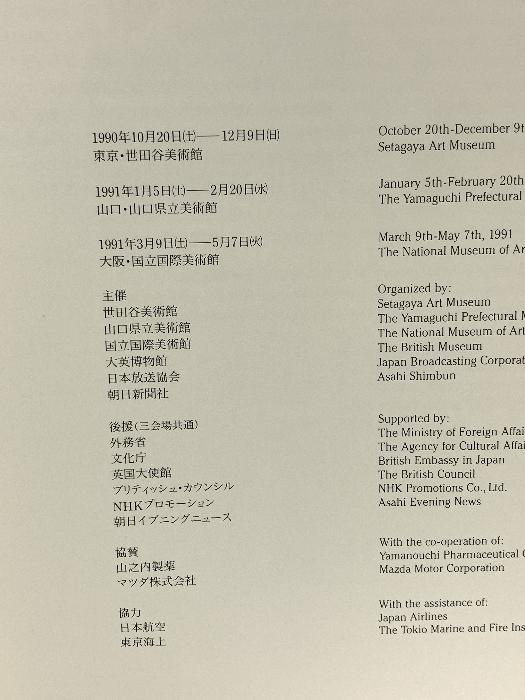 1990年10月20日㈯——12月9日㈰
東京・世田谷美術館
1991年1月5日㈯——2月20日㈬
山口・山口県立美術館
1991年3月9日㈯——5月7日㈫
大阪・国立国際美術館
主催
世田谷美術館
山口県立美術館
国立国際美術館
大英博物館
日本放送協会
朝日新聞社
後援(三会場共通)
外務省
文化庁
英国大使館
ブリティッシュ・カウンシル
NHKプロモーション
朝日イブニングニュース
協賛
山之内製薬
マツダ株式会社
協力
日本航空
東京海上
October 20th-December 9t
Setagaya Art Museum
January 5th-February 20th
The Yamaguchi Prefectural
March 9th-May 7th, 1991
The National Museum of Ar
Organized by:
Setagaya Art Museum
The Yamaguchi Prefectural M
The National Museum of Art
The British Museum
Japan Broadcasting Corporat
Asahi Shimbun
Supported by:
The Ministry of Foreign Affai
The Agency for Cultural Affai
British Embassy in Japan
The British Council
NHK Promotions Co., Ltd.
Asahi Evening News
With the co-operation of:
Yamanouchi Pharmaceutical C
Mazda Motor Corporation
With the assistance of:
Japan Airlines
The Tokio Marine and Fire Ins